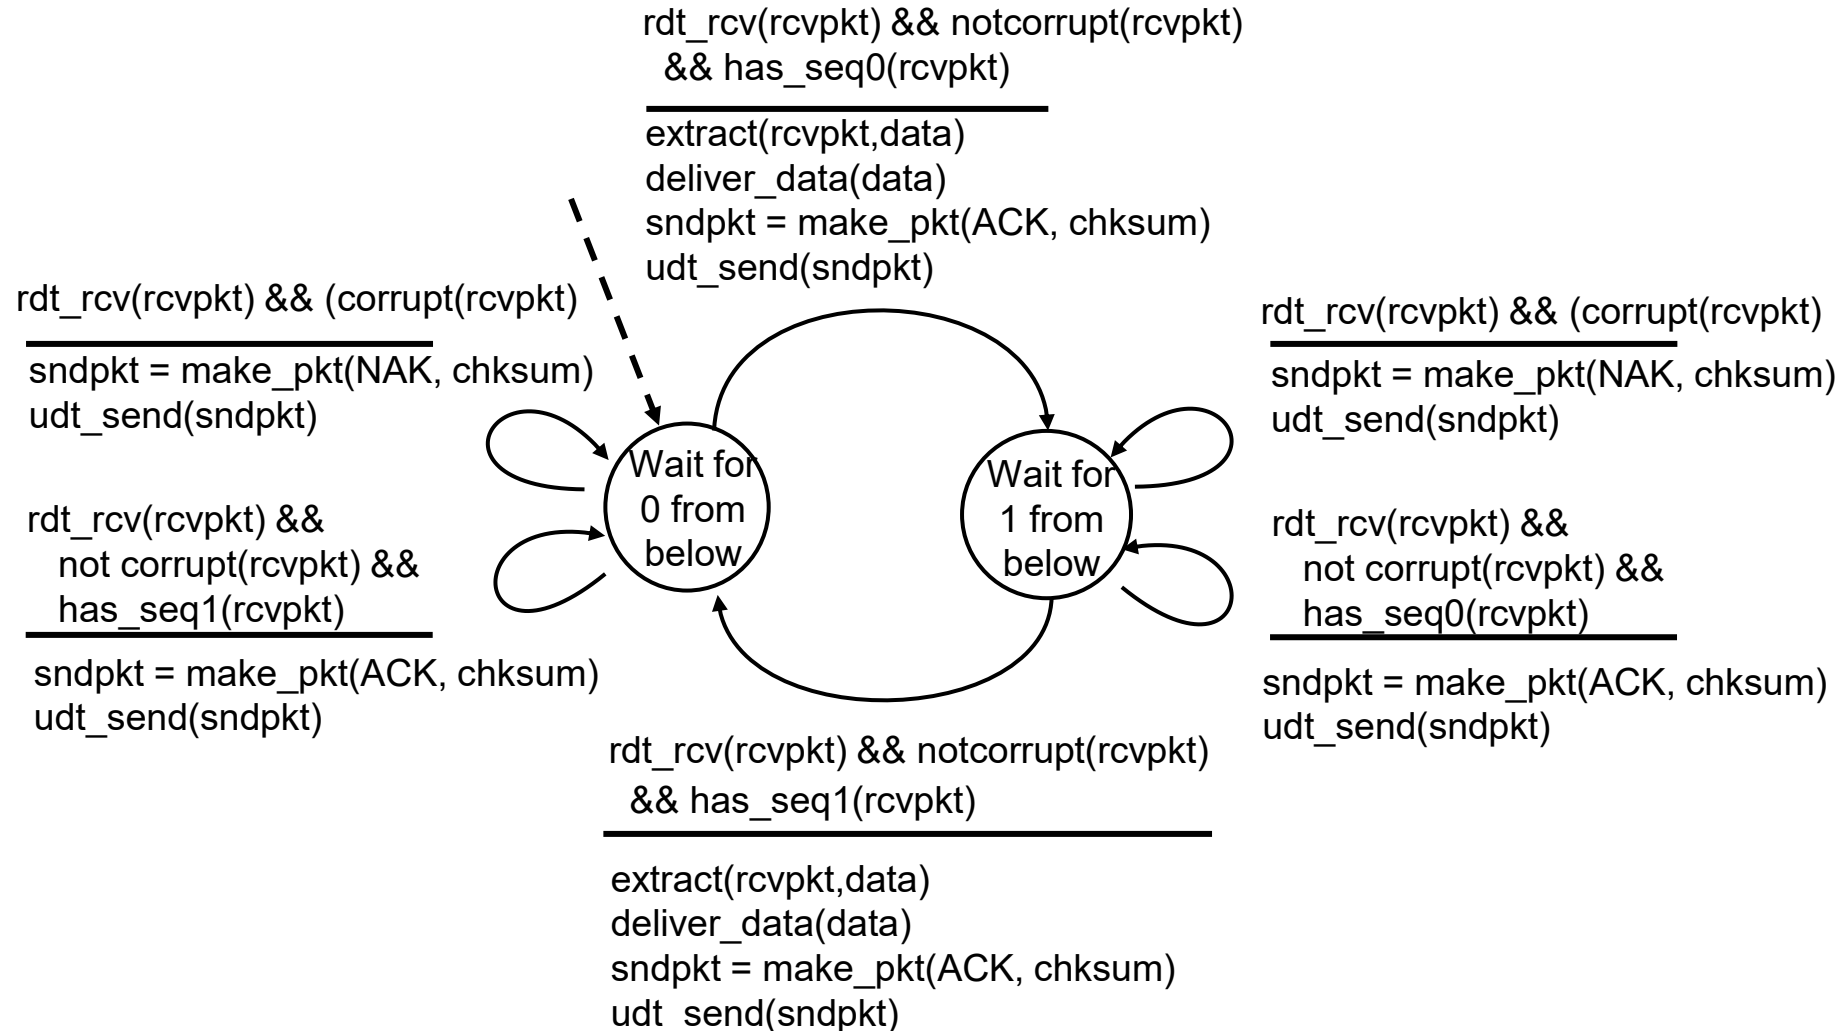 rdt_rcv(rcvpkt) && notcorrupt(rcvpkt)
&& has_seq0(rcvpkt)
extract(rcvpkt,data)
deliver_data(data)
sndpkt = make_pkt(ACK, chksum)
udt_send(sndpkt)
rdt_rcv(rcvpkt) && (corrupt(rcvpkt)
sndpkt = make_pkt(NAK, chksum)
udt_send(sndpkt)
rdt_rcv(rcvpkt) &&
not corrupt(rcvpkt) &&
has_seq1(rcvpkt)
sndpkt = make_pkt(ACK, chksum)
udt_send(sndpkt)
Wait for
0 from
below
Wait for
1 from
below
rdt_rcv(rcvpkt) && (corrupt(rcvpkt)
sndpkt = make_pkt(NAK, chksum)
udt_send(sndpkt)
rdt_rcv(rcvpkt) &&
not corrupt(rcvpkt) &&
has_seq0(rcvpkt)
sndpkt = make_pkt(ACK, chksum)
udt_send(sndpkt)
rdt_rcv(rcvpkt) && notcorrupt(rcvpkt)
&& has_seq1(rcvpkt)
extract(rcvpkt,data)
deliver_data(data)
sndpkt = make_pkt(ACK, chksum)
udt_send(sndpkt)